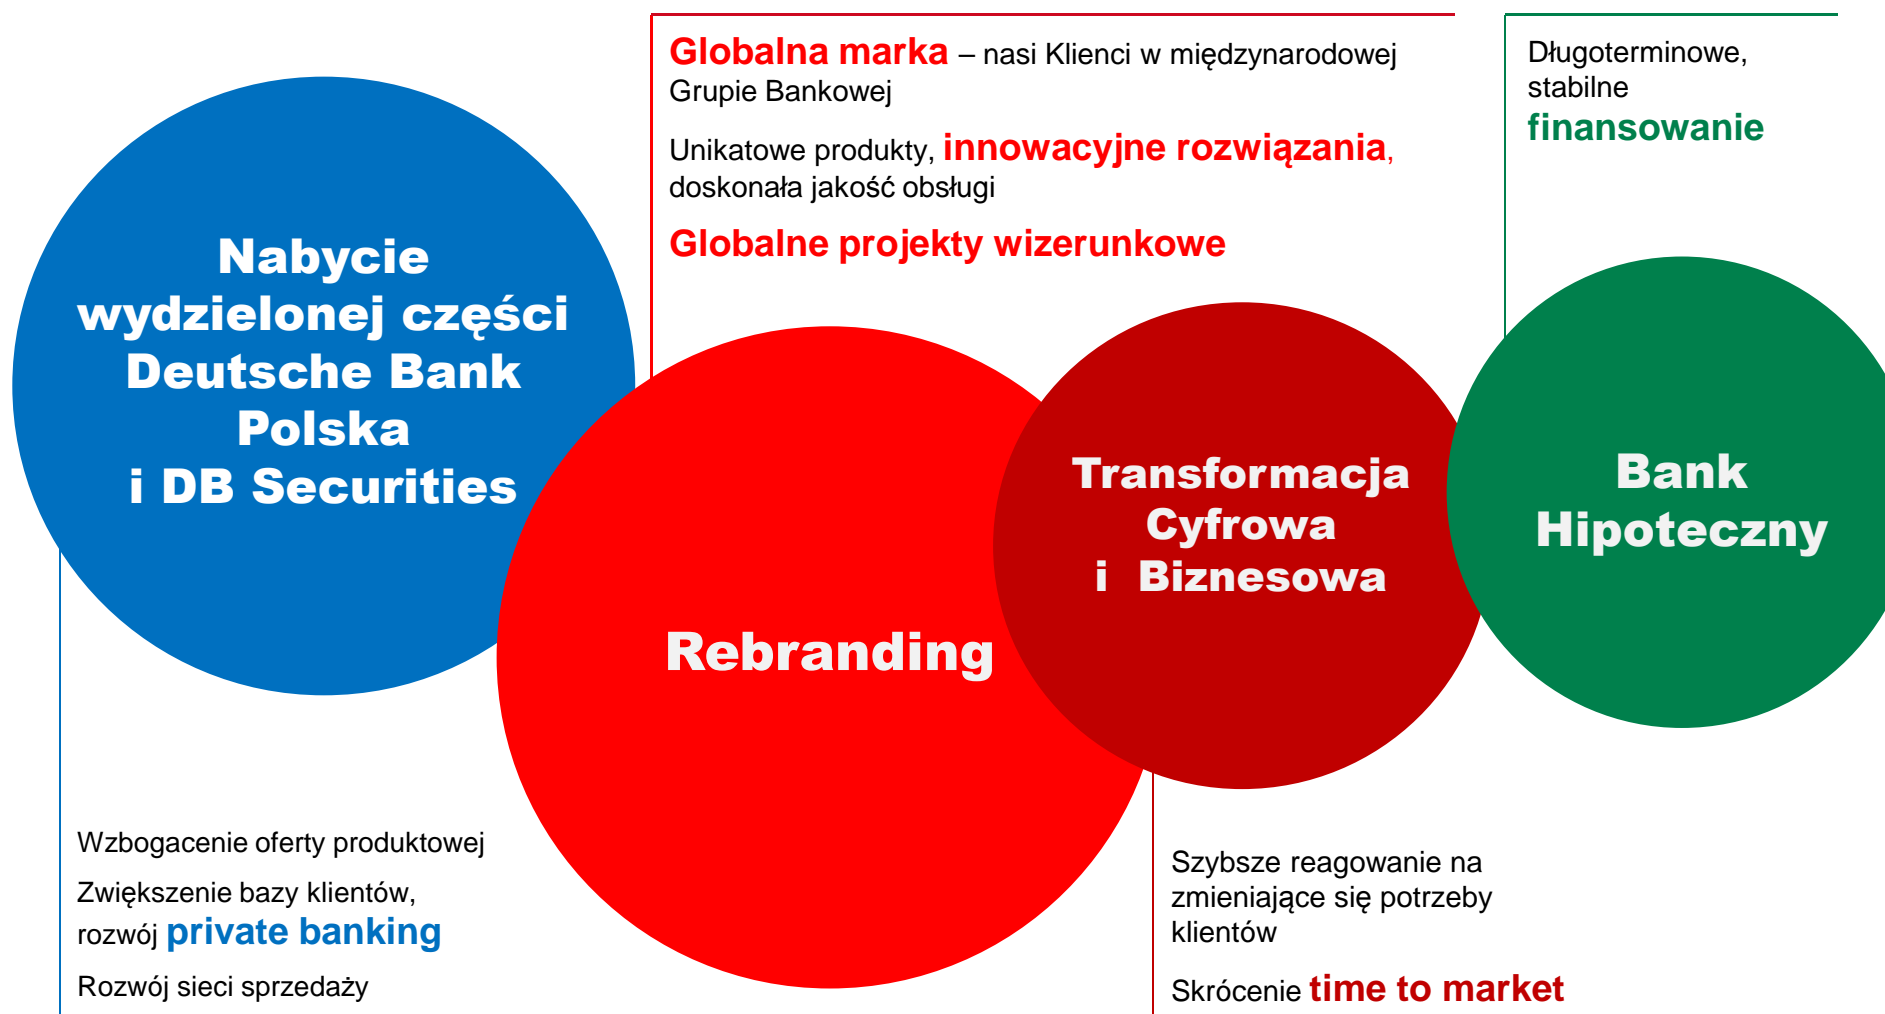 Globalna marka – nasi Klienci w międzynarodowej
Grupie Bankowej
Unikatowe produkty, innowacyjne rozwiązania,
doskonała jakość obsługi
Globalne projekty wizerunkowe
Długoterminowe,
stabilne
finansowanie
Nabycie
wydzielonej części
Deutsche Bank
Polska
i DB Securities
Rebranding
Transformacja
Cyfrowa
i Biznesowa
Bank
Hipoteczny
Wzbogacenie oferty produktowej
Zwiększenie bazy klientów,
rozwój private banking
Rozwój sieci sprzedaży
Szybsze reagowanie na
zmieniające się potrzeby
klientów
Skrócenie time to market